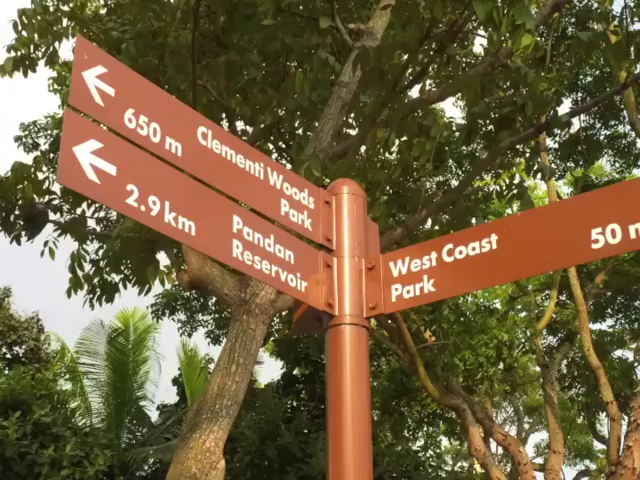 650 m
Clementi Woods
Park
2.9 km
Pandan
Reservoir
West Coast
Park
50